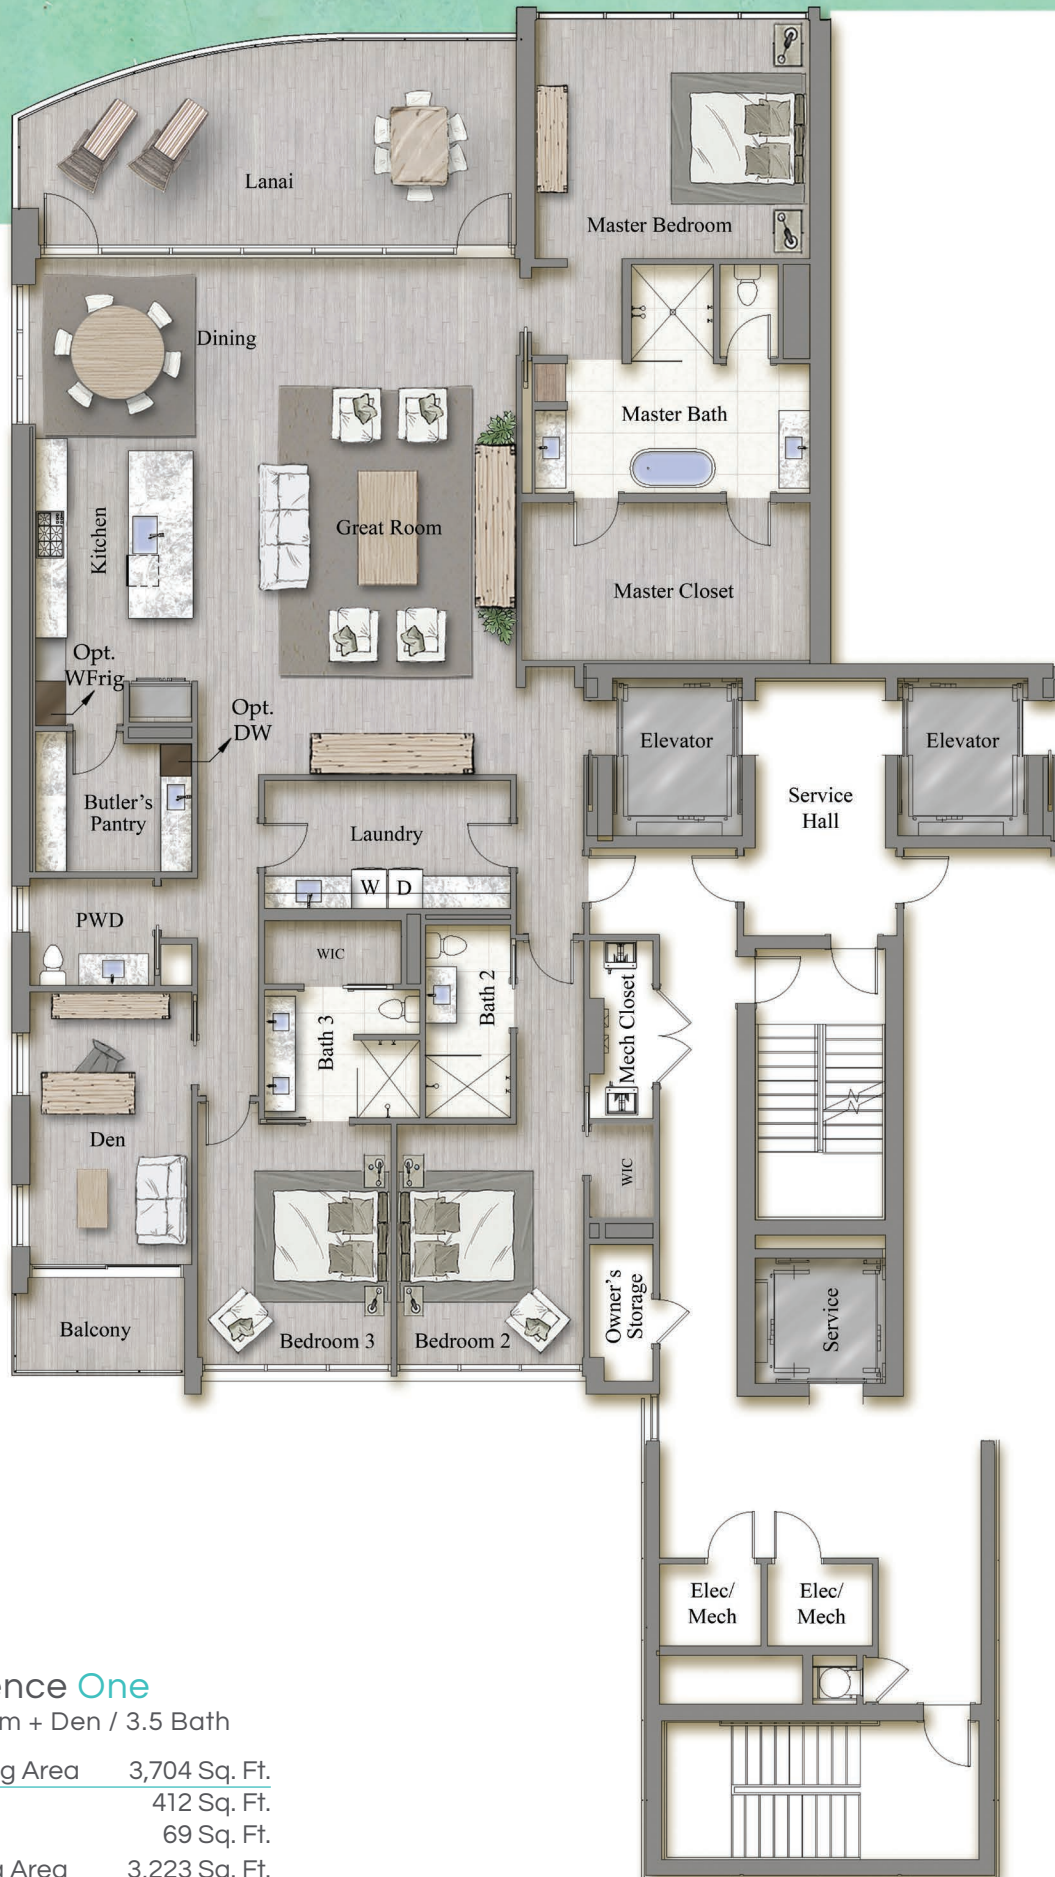 Lanai
Master Bedroom
Dining
Master Bath
Kitchen
Great Room
Master Closet
Opt.
WFrig
Opt.
DW
Elevator
Elevator
Service
Hall
Butler's
Pantry
Laundry
W D
PWD
WIC
Bath 2
Bath 3
Mech Closet
Den
WIC
Owner's
Storage
Service
Balcony
Bedroom 3
Bedroom 2
Elec/
Mech
Elec/
Mech
ence One
m + Den / 3.5 Bath
g Area 3,704 Sq. Ft.
412 Sq. Ft.
69 Sq. Ft.
g Area 3,223 Sq. Ft.